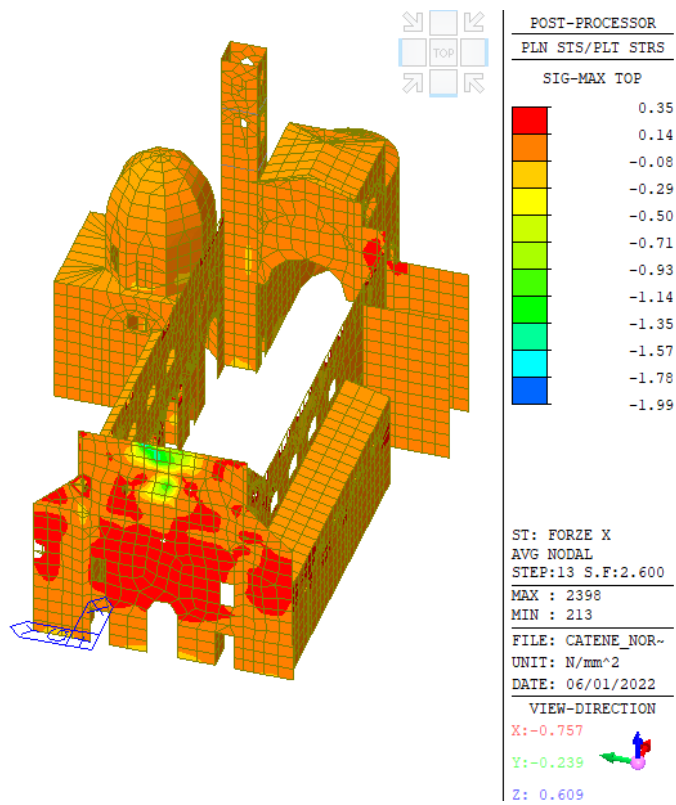 TOP
POST-PROCESSOR
PLN STS/PLT STRS
SIG-MAX TOP
0.35
0.14
-0.08
-0.29
-0.50
-0.71
-0.93
-1.14
-1.35
-1.57
-1.78
-1.99
ST: FORZE X
AVG NODAL
STEP:13 S.F:2.600
MAX : 2398
MIN : 213
FILE: CATENE_NOR~
UNIT: N/mm^2
DATE: 06/01/2022
VIEW-DIRECTION
X:-0.757
Y:-0.239
Z: 0.609